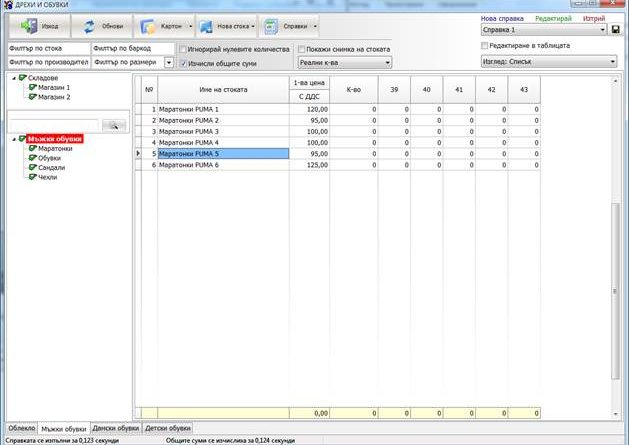 ДРЕХИ И ОБУВКИ
Изход Обнови Картон Нова стока Справки
Нова справка Редактирай Изтрий
Справка 1
Филтър по стока Филтър по баркод Игнорирай нулевите количества Покажи снимка на стоката Редактиране в таблицата
Филтър по производител Филтър по размери Изчисли общите суми Реални к-ва Изглед: Списък
Складове
Магазин 1
Магазин 2
Мъжки обувки
Маратонки
Обувки
Сандали
Чехли
№ Име на стоката 1-ва цена К-во 39 40 41 42 43
С ДДС
1 Маратонки PUMA 1 120,00 0 0 0 0 0 0
2 Маратонки PUMA 2 95,00 0 0 0 0 0 0
3 Маратонки PUMA 3 100,00 0 0 0 0 0 0
4 Маратонки PUMA 4 100,00 0 0 0 0 0 0
5 Маратонки PUMA 5 95,00 0 0 0 0 0 0
6 Маратонки PUMA 6 125,00 0 0 0 0 0 0
0,00 0 0 0 0 0 0
Облекло Мъжки обувки Дамски обувки Детски обувки
Справката се изпълни за 0,123 секунди Общите суми се изчислиха за 0,124 секунди